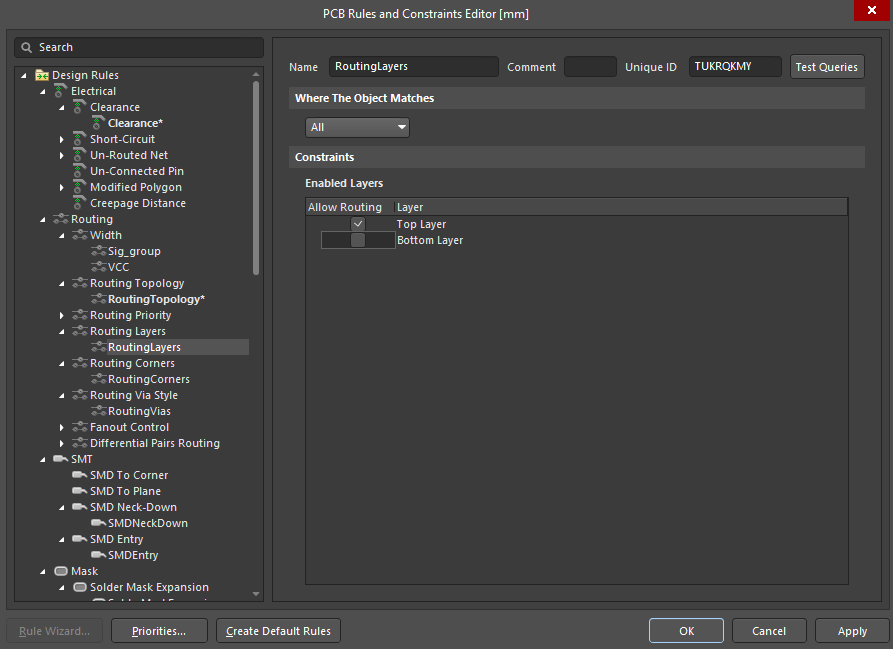 PCB Rules and Constraints Editor [mm]
Search
Design Rules
Electrical
Clearance
Clearance*
Short-Circuit
Un-Routed Net
Un-Connected Pin
Modified Polygon
Creepage Distance
Routing
Width
Sig_group
VCC
Routing Topology
RoutingTopology*
Routing Priority
Routing Layers
RoutingLayers
Routing Corners
RoutingCorners
Routing Via Style
RoutingVias
Fanout Control
Differential Pairs Routing
SMT
SMD To Corner
SMD To Plane
SMD Neck-Down
SMDNeckDown
SMD Entry
SMDEntry
Mask
Solder Mask Expansion
Name RoutingLayers Comment Unique ID TUKRQKMY Test Queries
Where The Object Matches
All
Constraints
Enabled Layers
Allow Routing Layer
Top Layer
Bottom Layer
Rule Wizard... Priorities... Create Default Rules OK Cancel Apply